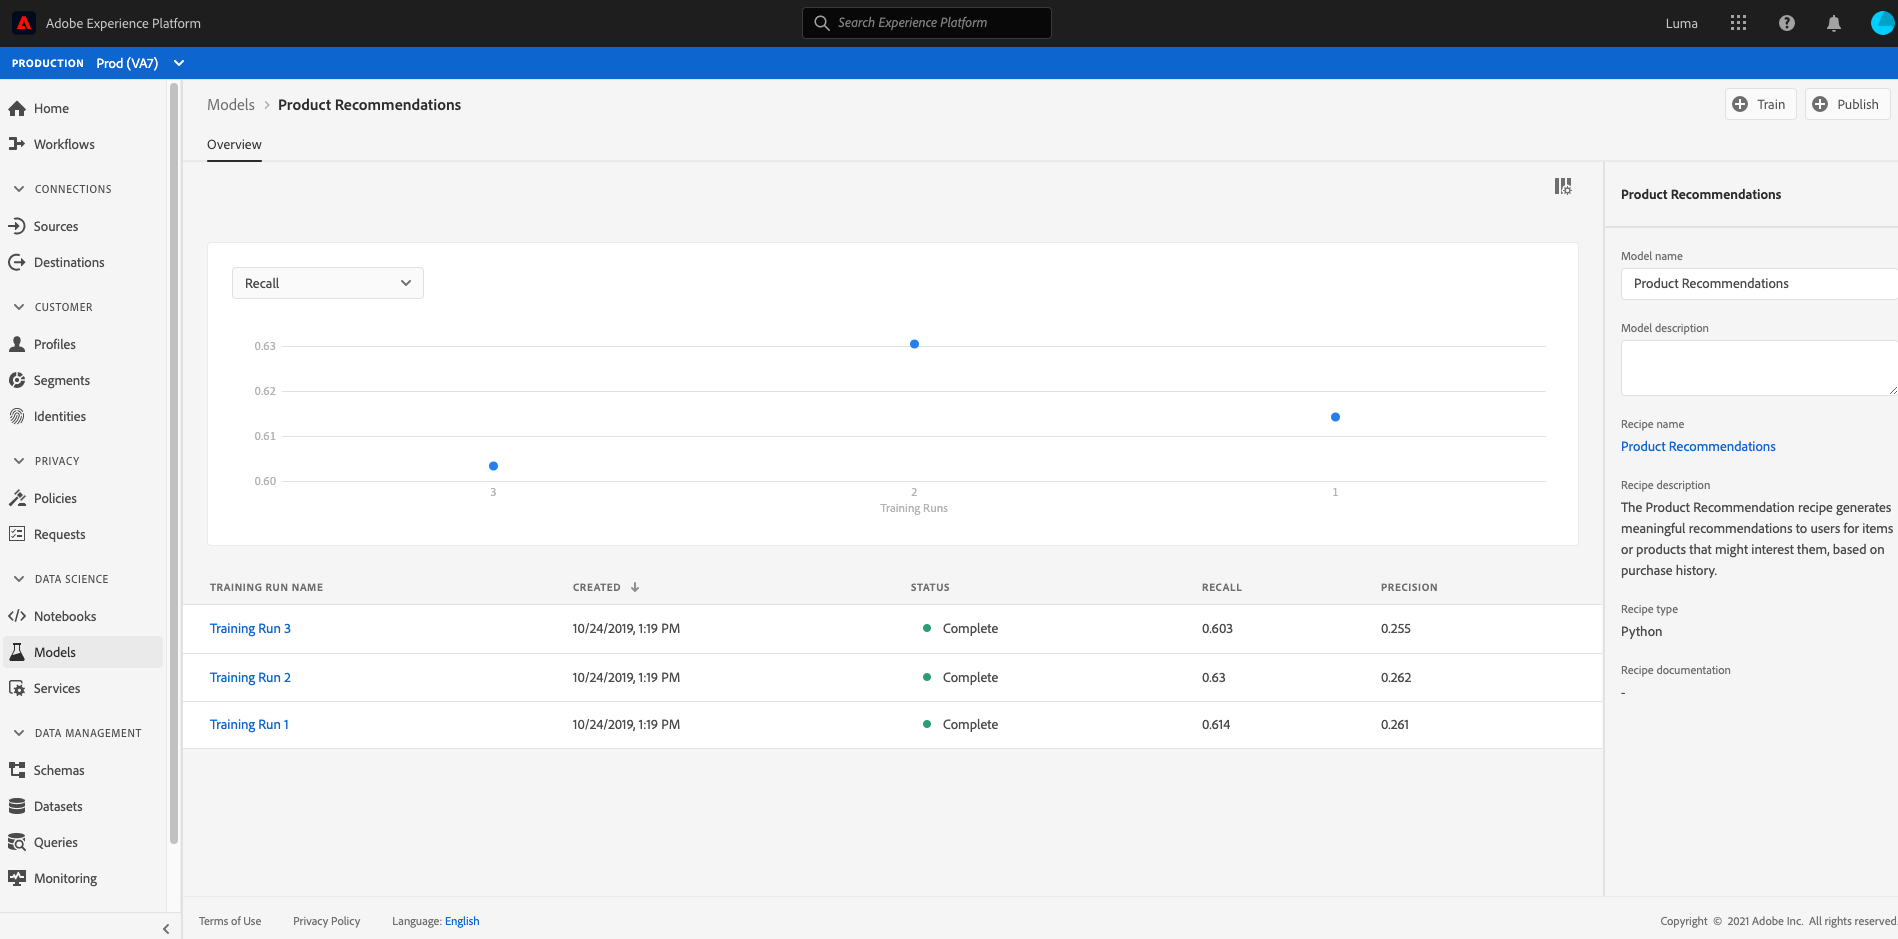 Adobe Experience Platform
Search Experience Platform
Luma
PRODUCTION Prod (VA7)
Home
Workflows
CONNECTIONS
Sources
Destinations
CUSTOMER
Profiles
Segments
Identities
PRIVACY
Policies
Requests
DATA SCIENCE
Notebooks
Models
Services
DATA MANAGEMENT
Schemas
Datasets
Queries
Monitoring
Models > Product Recommendations
Train
Publish
Overview
Recall
0.63
0.62
0.61
0.60
3 2 1
Training Runs
TRAINING RUN NAME CREATED STATUS RECALL PRECISION
Training Run 3 10/24/2019, 1:19 PM Complete 0.603 0.255
Training Run 2 10/24/2019, 1:19 PM Complete 0.63 0.262
Training Run 1 10/24/2019, 1:19 PM Complete 0.614 0.261
Product Recommendations
Model name
Product Recommendations
Model description
Recipe name
Product Recommendations
Recipe description
The Product Recommendation recipe generates
meaningful recommendations to users for items
or products that might interest them, based on
purchase history.
Recipe type
Python
Recipe documentation
-
Terms of Use Privacy Policy Language: English
Copyright © 2021 Adobe Inc. All rights reserved.